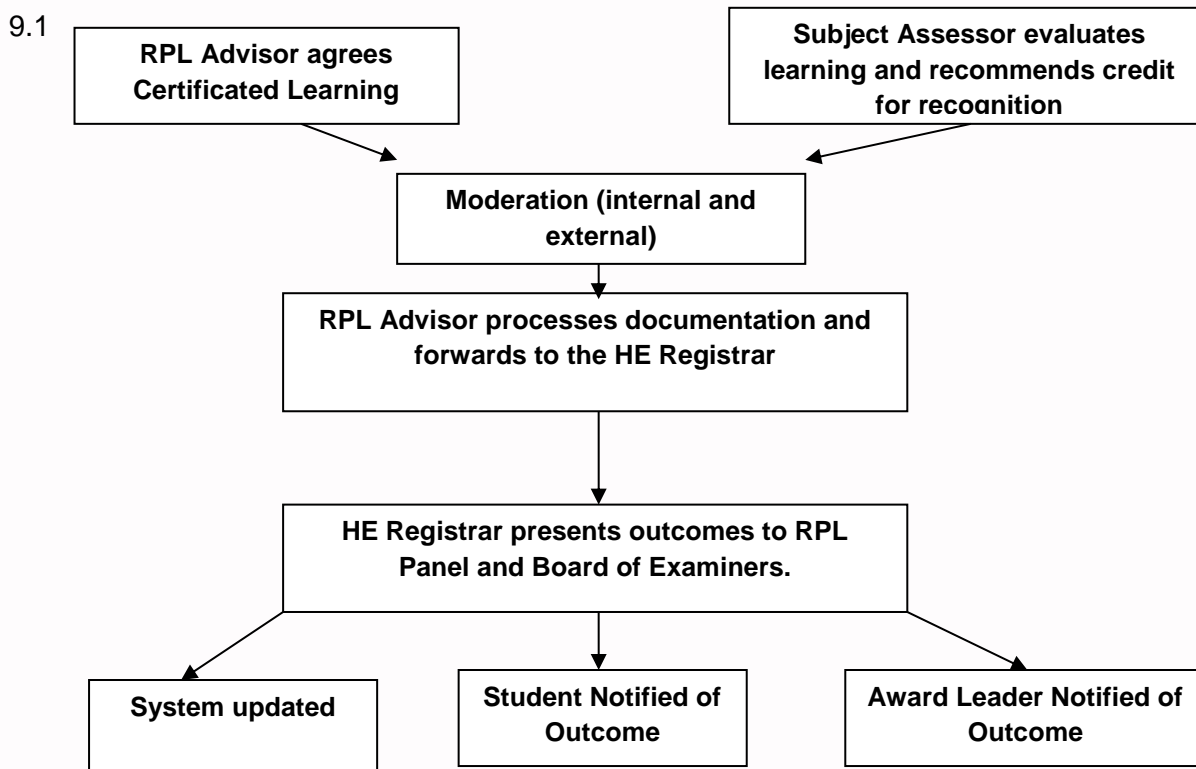 9.1
RPL Advisor agrees
Certificated Learning
Subject Assessor evaluates
learning and recommends credit
for recognition
Moderation (internal and
external)
RPL Advisor processes documentation and
forwards to the HE Registrar
HE Registrar presents outcomes to RPL
Panel and Board of Examiners.
System updated
Student Notified of
Outcome
Award Leader Notified of
Outcome